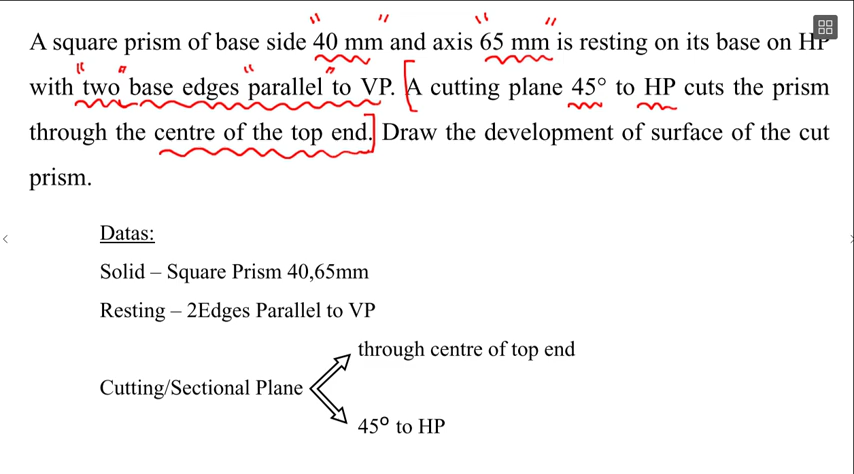 A square prism of base side 40 mm and axis 65 mm is resting on its base on HP
with two base edges parallel to VP. A cutting plane 45° to HP cuts the prism
through the centre of the top end. Draw the development of surface of the cut
prism.
Datas:
Solid – Square Prism 40,65mm
Resting – 2Edges Parallel to VP
through centre of top end
Cutting/Sectional Plane
45° to HP